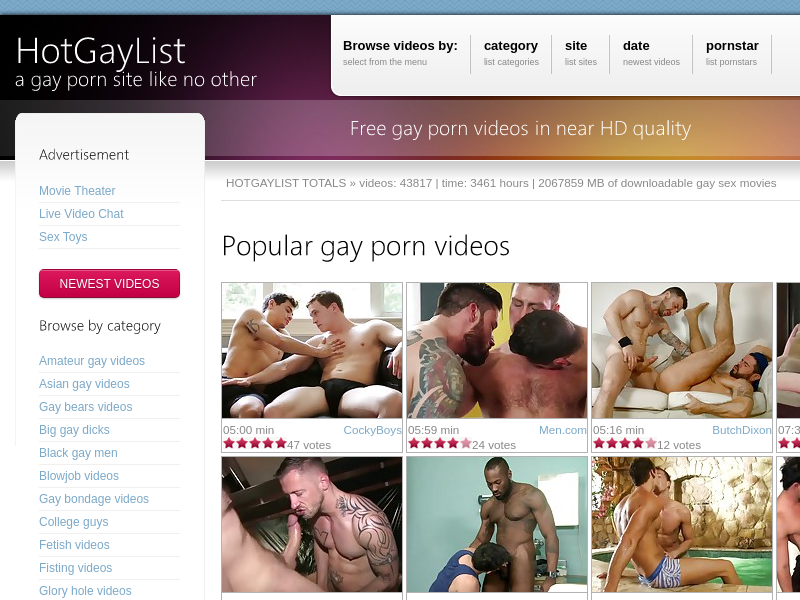 HotGayList
a gay porn site like no other
Browse videos by:
select from the menu
category
list categories
site
list sites
date
newest videos
pornstar
list pornstars
Free gay porn videos in near HD quality
Advertisement
Movie Theater
Live Video Chat
Sex Toys
NEWEST VIDEOS
Browse by category
Amateur gay videos
Asian gay videos
Gay bears videos
Big gay dicks
Black gay men
Blowjob videos
Gay bondage videos
College guys
Fetish videos
Fisting videos
Glory hole videos
HOTGAYLIST TOTALS » videos: 43817 | time: 3461 hours | 2067859 MB of downloadable gay sex movies
Popular gay porn videos
05:00 min CockyBoys
47 votes
05:59 min Men.com
24 votes
05:16 min ButchDixon
12 votes
07:3